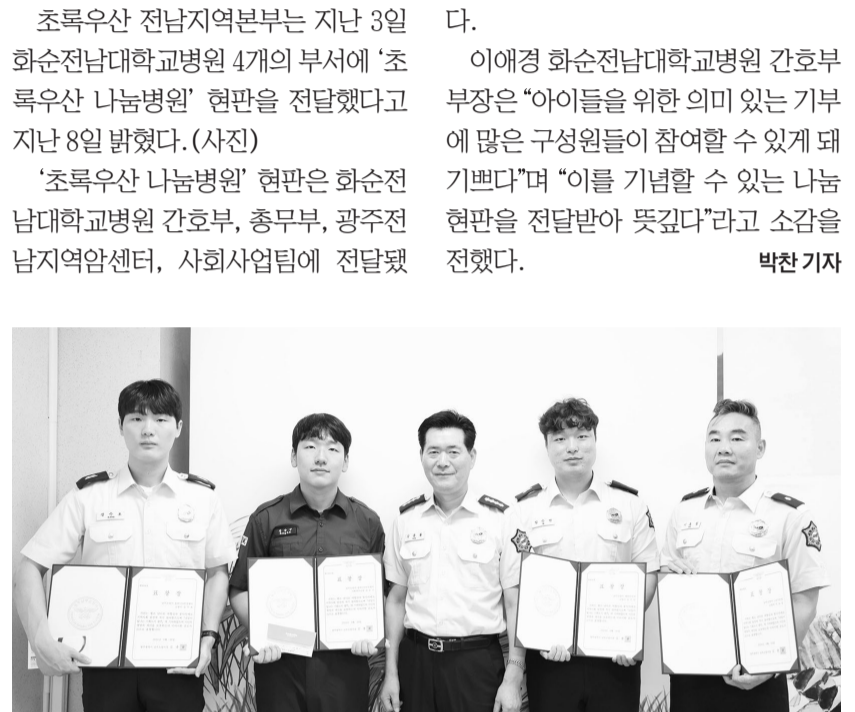 초록우산 전남지역본부는 지난 3일
화순전남대학교병원 4개의 부서에 ‘초
록우산 나눔병원’ 현판을 전달했다고
지난 8일 밝혔다.(사진)
‘초록우산 나눔병원’ 현판은 화순전
남대학교병원 간호부, 총무부, 광주전
남지역암센터, 사회사업팀에 전달됐
다.
이애경 화순전남대학교병원 간호부
부장은 “아이들을 위한 의미 있는 기부
에 많은 구성원들이 참여할 수 있게 돼
기쁘다”며 “이를 기념할 수 있는 나눔
현판을 전달받아 뜻깊다”라고 소감을
전했다.
박찬 기자
표창장
표창장
표창장